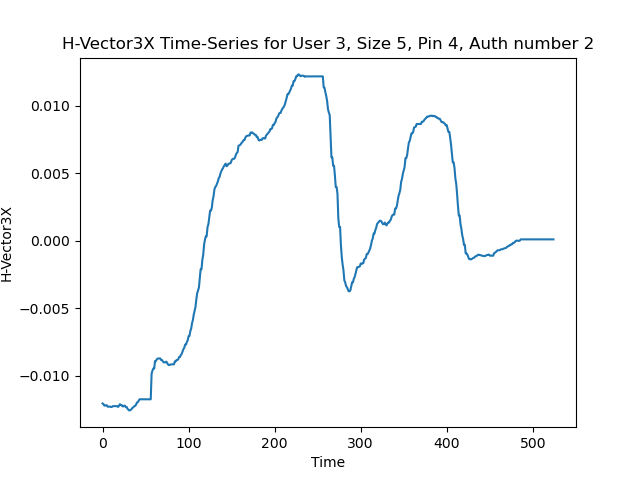 H-Vector3X Time-Series for User 3, Size 5, Pin 4, Auth number 2
H-Vector3X
0.010
0.005
0.000
−0.005
−0.010
0 100 200 300 400 500
Time